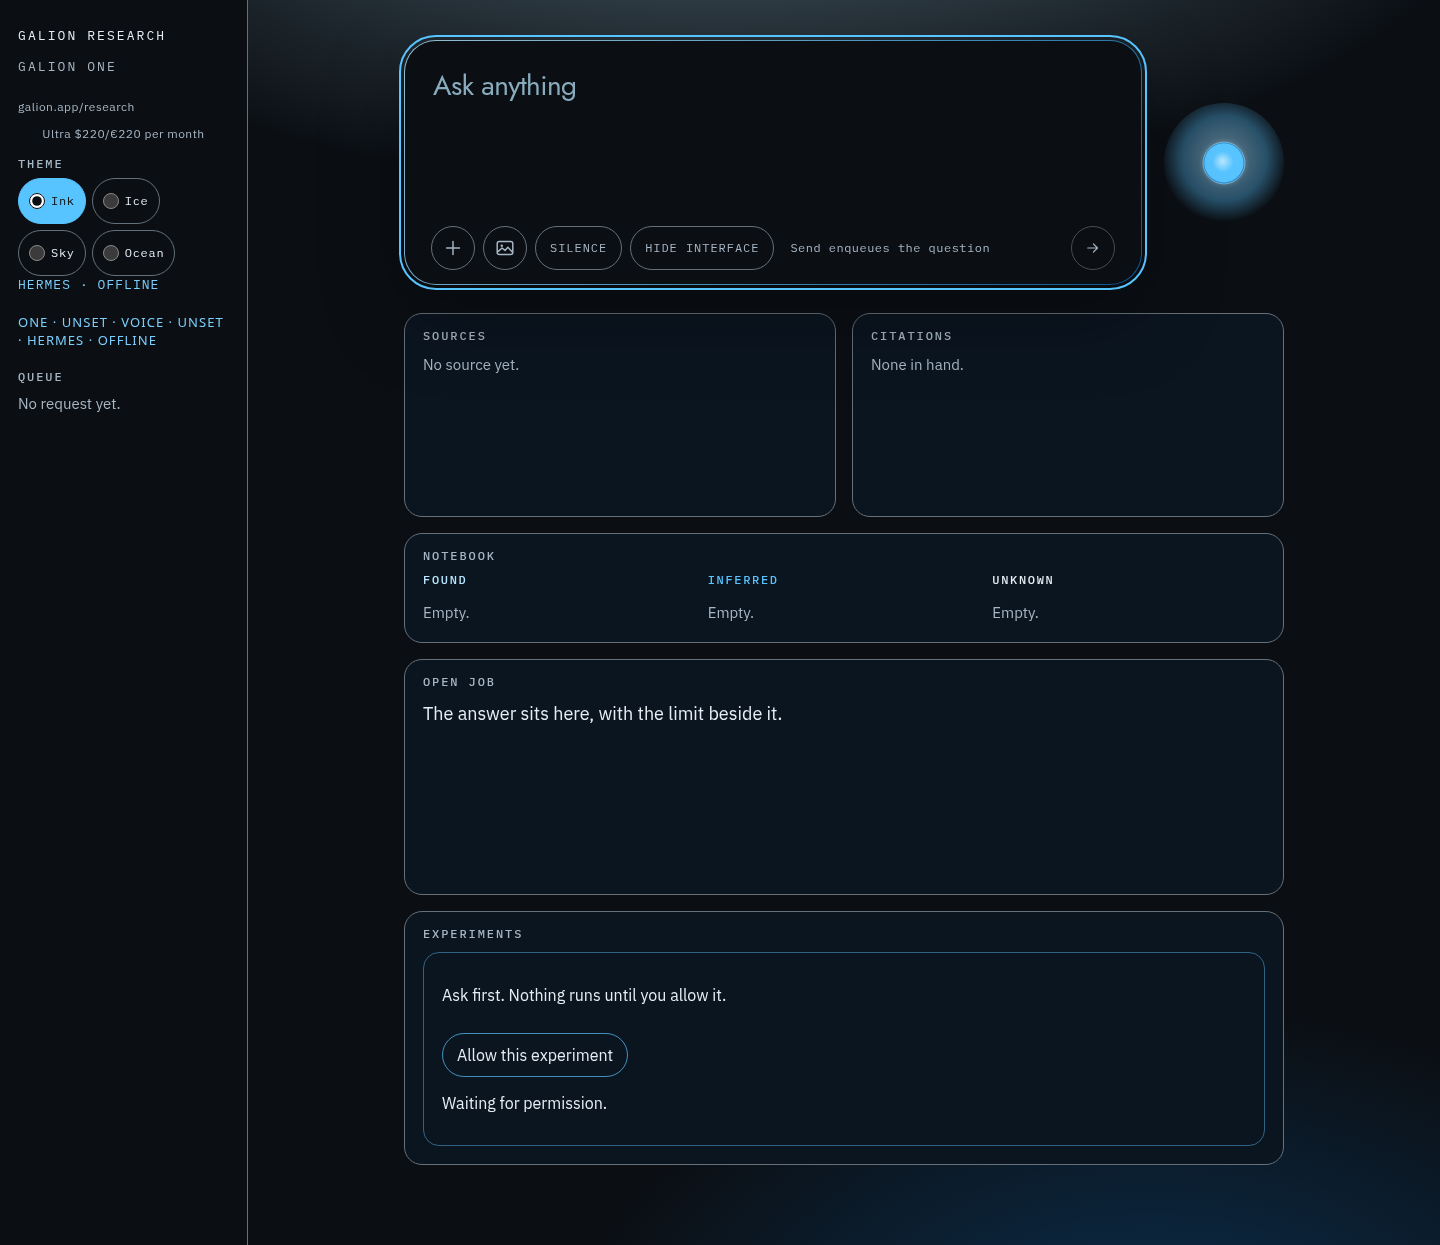 GALION RESEARCH
GALION ONE
galion.app/research
Ultra $220/€220 per month
THEME
Ink
Ice
Sky
Ocean
HERMES · OFFLINE
ONE · UNSET · VOICE · UNSET
· HERMES · OFFLINE
QUEUE
No request yet.
Ask anything
SILENCE
HIDE INTERFACE
Send enqueues the question
SOURCES
No source yet.
CITATIONS
None in hand.
NOTEBOOK
FOUND
Empty.
INFERRED
Empty.
UNKNOWN
Empty.
OPEN JOB
The answer sits here, with the limit beside it.
EXPERIMENTS
Ask first. Nothing runs until you allow it.
Allow this experiment
Waiting for permission.